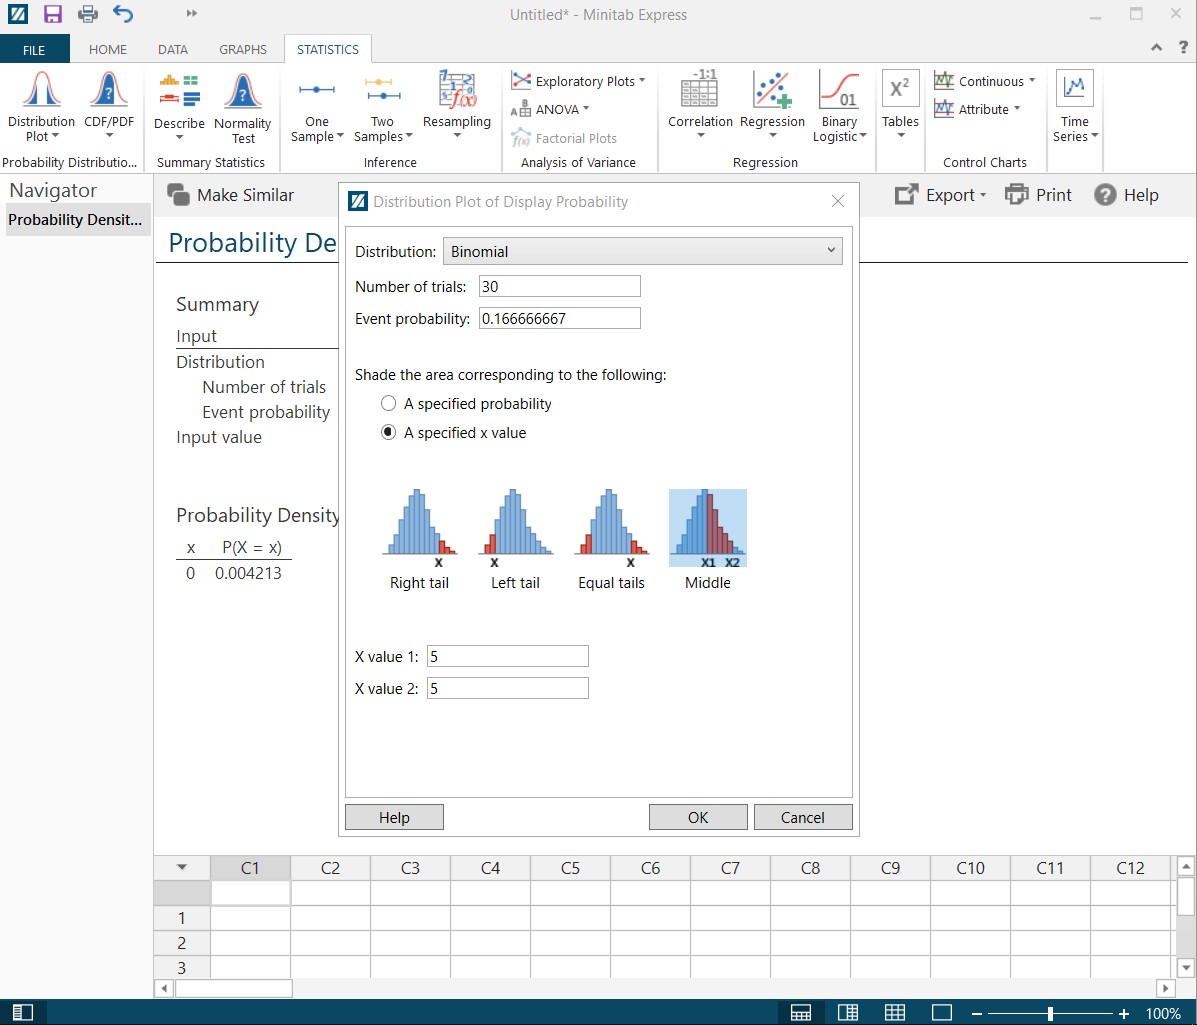 Untitled* - Minitab Express
FILE HOME DATA GRAPHS STATISTICS ?
Distribution Plot
CDF/PDF
Probability Distributio...
Describe
Normality Test
Summary Statistics
One Sample
Two Samples
Resampling
Inference
Exploratory Plots
ANOVA
Factorial Plots
Analysis of Variance
-1:1
Correlation
Regression
01
Binary Logistic
Regression
X²
Tables
Continuous
Attribute
Control Charts
Time Series
Navigator
Probability Densit...
Make Similar
Export
Print
? Help
Probability De
Summary
Input
Distribution
Number of trials
Event probability
Input value
Probability Density
x P(X = x)
0 0.004213
Distribution Plot of Display Probability
Distribution: Binomial
Number of trials: 30
Event probability: 0.166666667
Shade the area corresponding to the following:
A specified probability
A specified x value
X X X X1 X2
Right tail Left tail Equal tails Middle
X value 1: 5
X value 2: 5
Help OK Cancel
C1 C2 C3 C4 C5 C6 C7 C8 C9 C10 C11 C12
1
2
3
100%